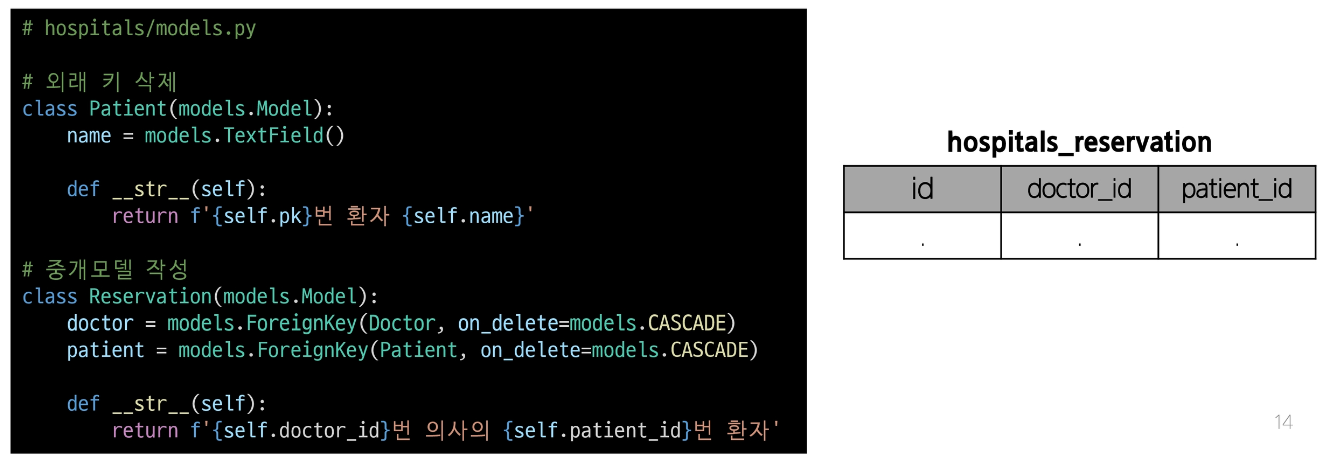 # hospitals/models.py
# 외래 키 삭제
class Patient(models.Model):
    name = models.TextField()
    def __str__(self):
        return f'{self.pk}번 환자 {self.name}'
# 중개모델 작성
class Reservation(models.Model):
    doctor = models.ForeignKey(Doctor, on_delete=models.CASCADE)
    patient = models.ForeignKey(Patient, on_delete=models.CASCADE)
    def __str__(self):
        return f'{self.doctor_id}번 의사의 {self.patient_id}번 환자'
hospitals_reservation
id doctor_id patient_id
. . .
14